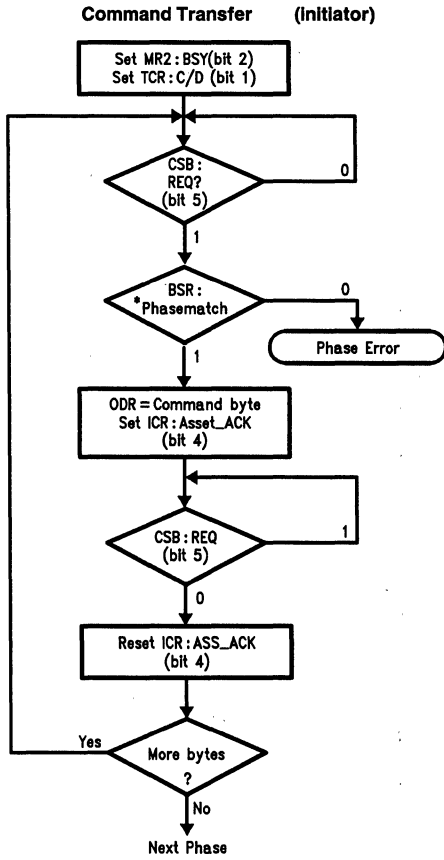 Command Transfer (initiator)
Set MR2:BSY(bit 2)
Set TCR:C/D (bit 1)
CSB:
REQ?
(bit 5)
0
1
BSR:
*Phasematch
0
1
Phase Error
ODR=Command byte
Set ICR:Asset_ACK
(bit 4)
CSB:REQ
(bit 5)
1
0
Reset ICR:ASS_ACK
(bit 4)
Yes
More bytes
?
No
Next Phase